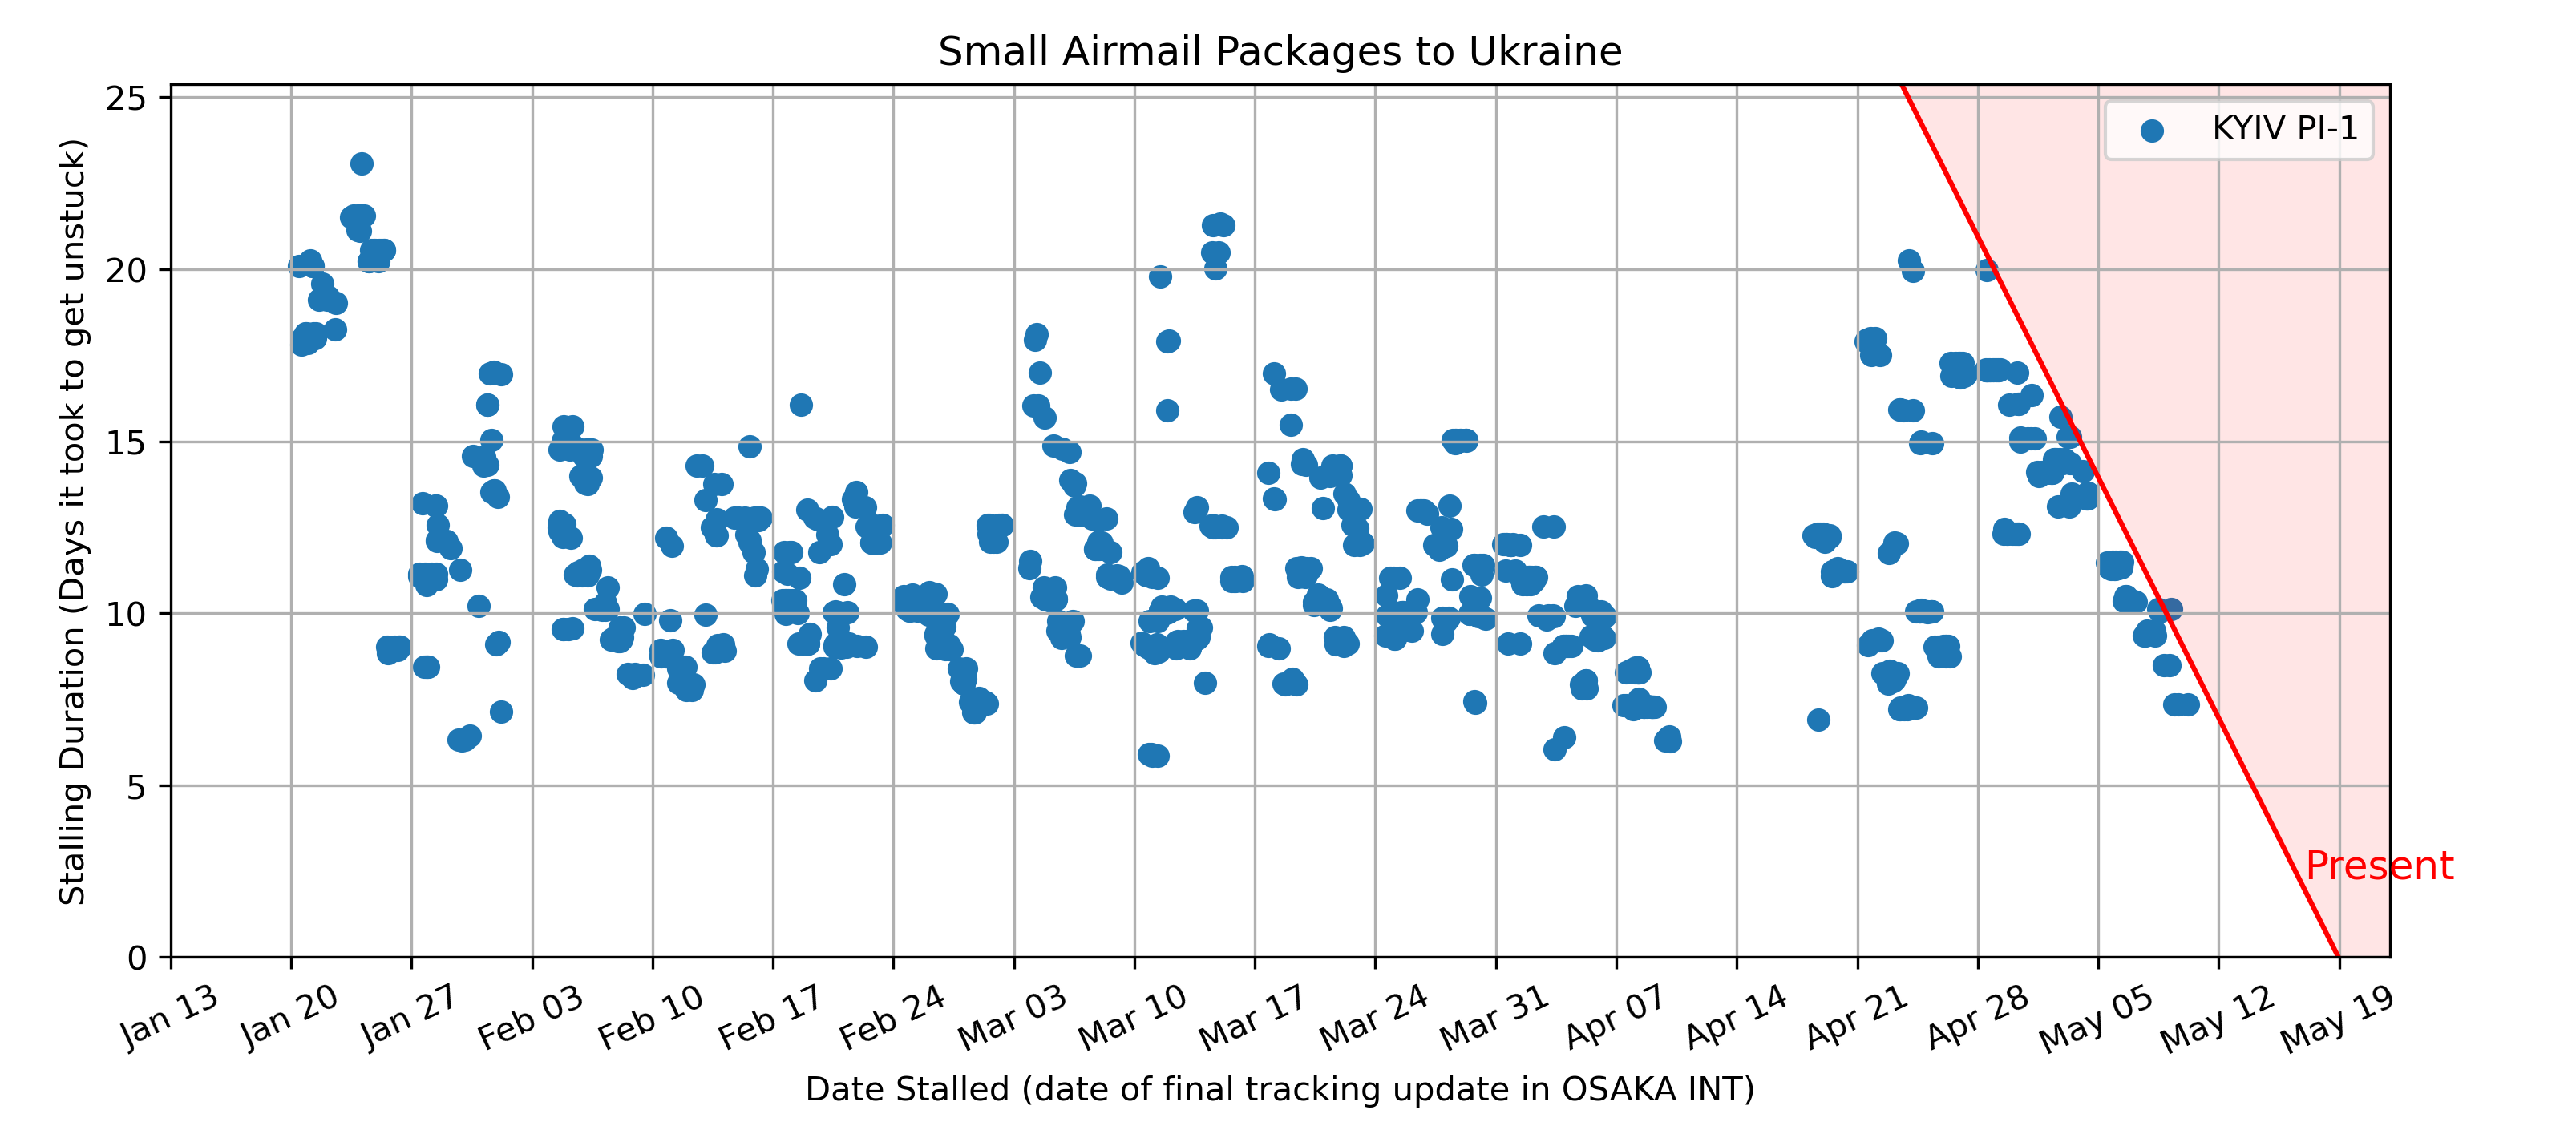 Small Airmail Packages to Ukraine
Stalling Duration (Days it took to get unstuck)
25
20
15
10
5
0
KYIV PI-1
Present
Jan 13
Jan 20
Jan 27
Feb 03
Feb 10
Feb 17
Feb 24
Mar 03
Mar 10
Mar 17
Mar 24
Mar 31
Apr 07
Apr 14
Apr 21
Apr 28
May 05
May 12
May 19
Date Stalled (date of final tracking update in OSAKA INT)